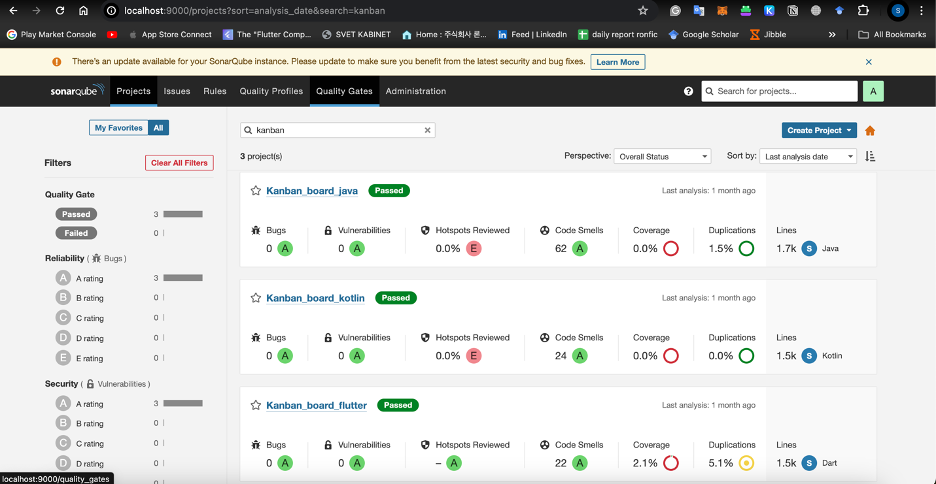 localhost:9000/projects?sort=analysis_date&search=kanban
Play Market Console
App Store Connect
The "Flutter Comp...
SVET KABINET
Home : 주식회사 론...
Feed | LinkedIn
daily report ronfic
Google Scholar
Jibble
»
All Bookmarks
There's an update available for your SonarQube instance. Please update to make sure you benefit from the latest security and bug fixes.
Learn More
sonarqube
Projects
Issues
Rules
Quality Profiles
Quality Gates
Administration
Search for projects...
A
My Favorites
All
kanban
Create Project
Filters
Clear All Filters
3 project(s)
Perspective:
Overall Status
Sort by:
Last analysis date
Quality Gate
Passed 3
Failed 0
Reliability ( Bugs )
A A rating 3
B B rating 0
C C rating 0
D D rating 0
E E rating 0
Security ( Vulnerabilities )
A A rating 3
B B rating 0
C C rating 0
D D rating 0
0
Kanban_board_java Passed Last analysis: 1 month ago
Bugs Vulnerabilities Hotspots Reviewed Code Smells Coverage Duplications Lines
0 A 0 A 0.0% E 62 A 0.0% 1.5% 1.7k S Java
Kanban_board_kotlin Passed Last analysis: 1 month ago
Bugs Vulnerabilities Hotspots Reviewed Code Smells Coverage Duplications Lines
0 A 0 A 0.0% E 24 A 0.0% 0.0% 1.5k S Kotlin
Kanban_board_flutter Passed Last analysis: 1 month ago
Bugs Vulnerabilities Hotspots Reviewed Code Smells Coverage Duplications Lines
0 A 0 A – A 22 A 2.1% 5.1% 1.5k S Dart
localhost:9000/quality_gates